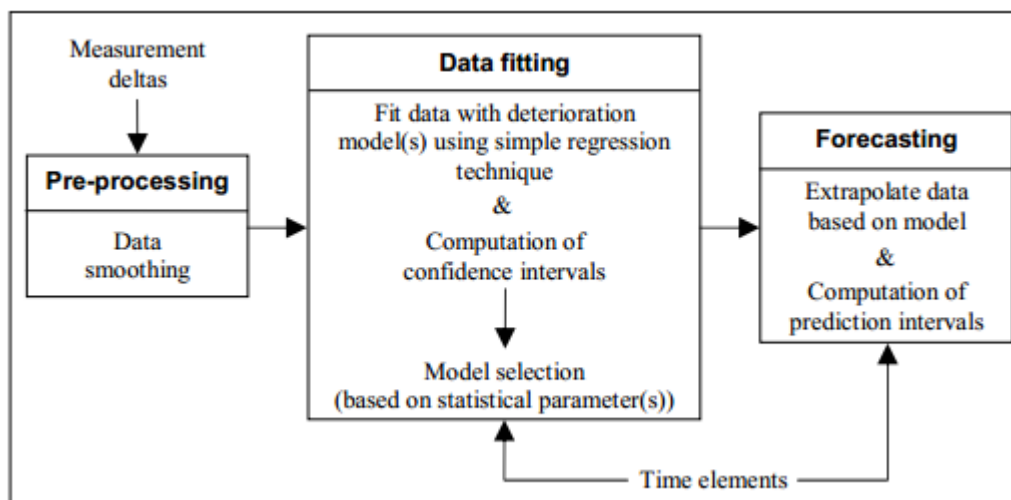 Measurement
deltas
Pre-processing
Data
smoothing
Data fitting
Fit data with deterioration
model(s) using simple regression
technique
&
Computation of
confidence intervals
Model selection
(based on statistical parameter(s))
Forecasting
Extrapolate data
based on model
&
Computation of
prediction intervals
Time elements